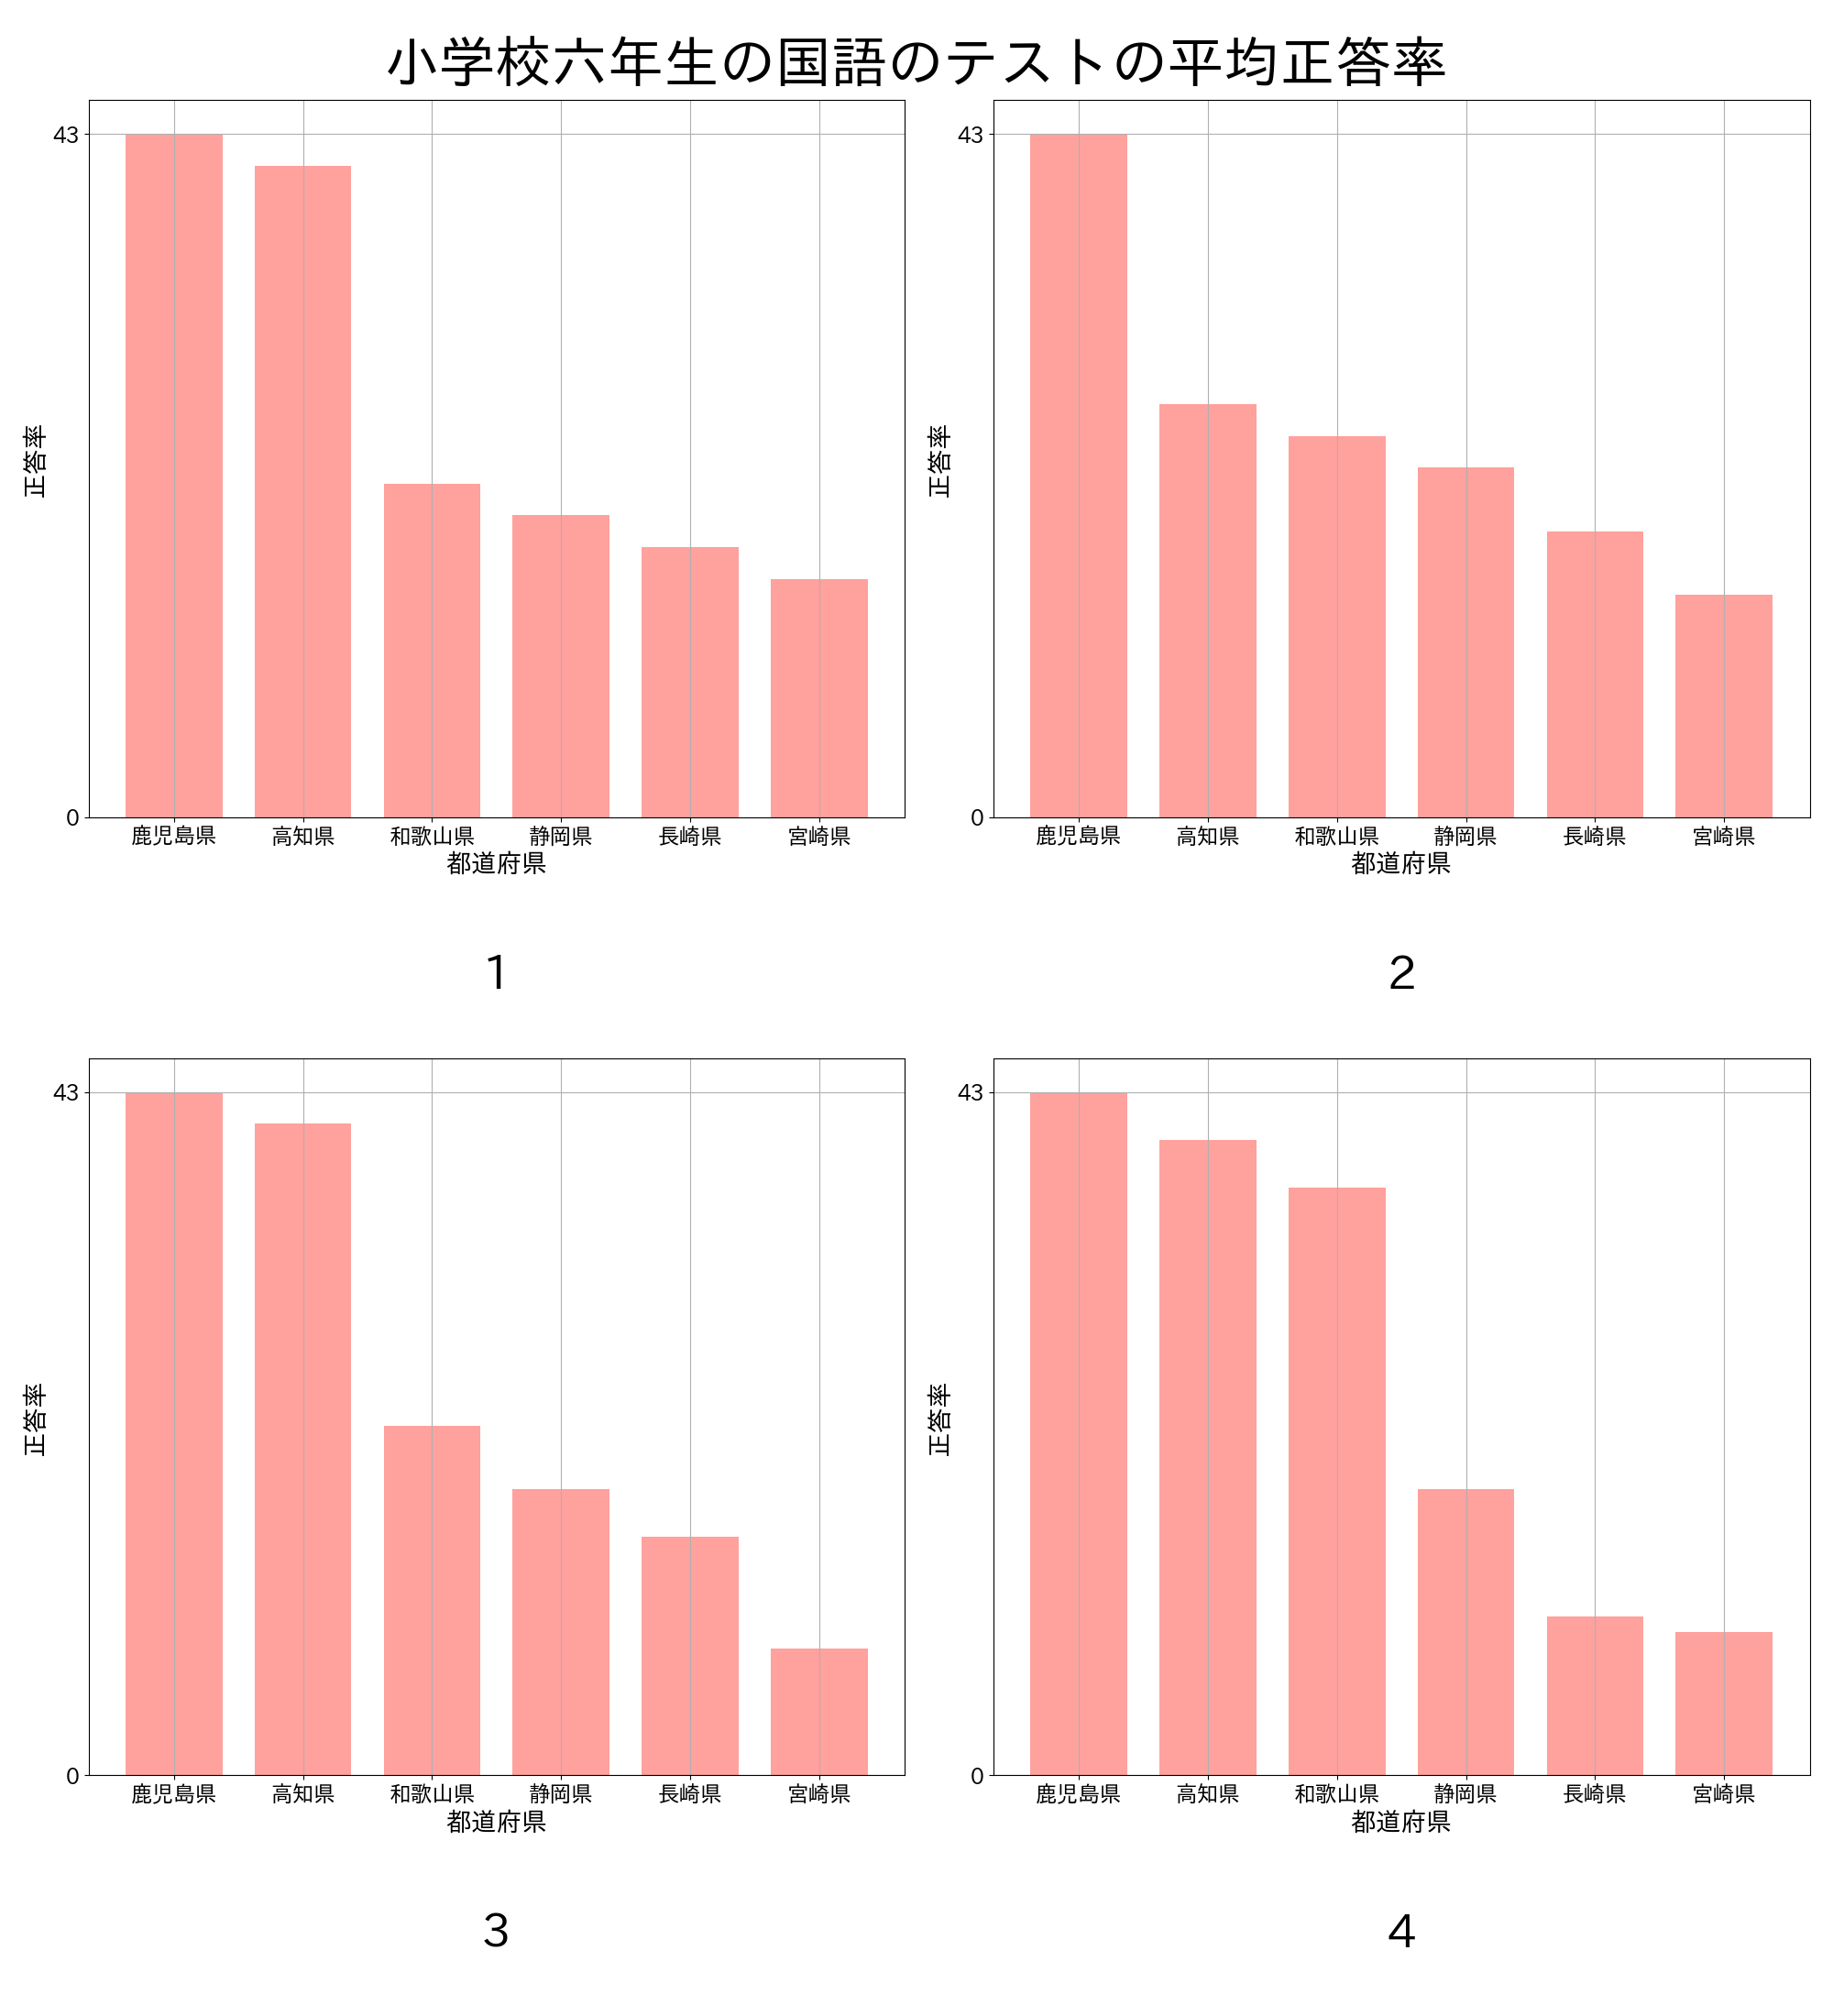 小学校六年生の国語のテストの平均正答率
43
0
正答率
鹿児島県 高知県 和歌山県 静岡県 長崎県 宮崎県
都道府県
1
43
0
正答率
鹿児島県 高知県 和歌山県 静岡県 長崎県 宮崎県
都道府県
2
43
0
正答率
鹿児島県 高知県 和歌山県 静岡県 長崎県 宮崎県
都道府県
3
43
0
正答率
鹿児島県 高知県 和歌山県 静岡県 長崎県 宮崎県
都道府県
4